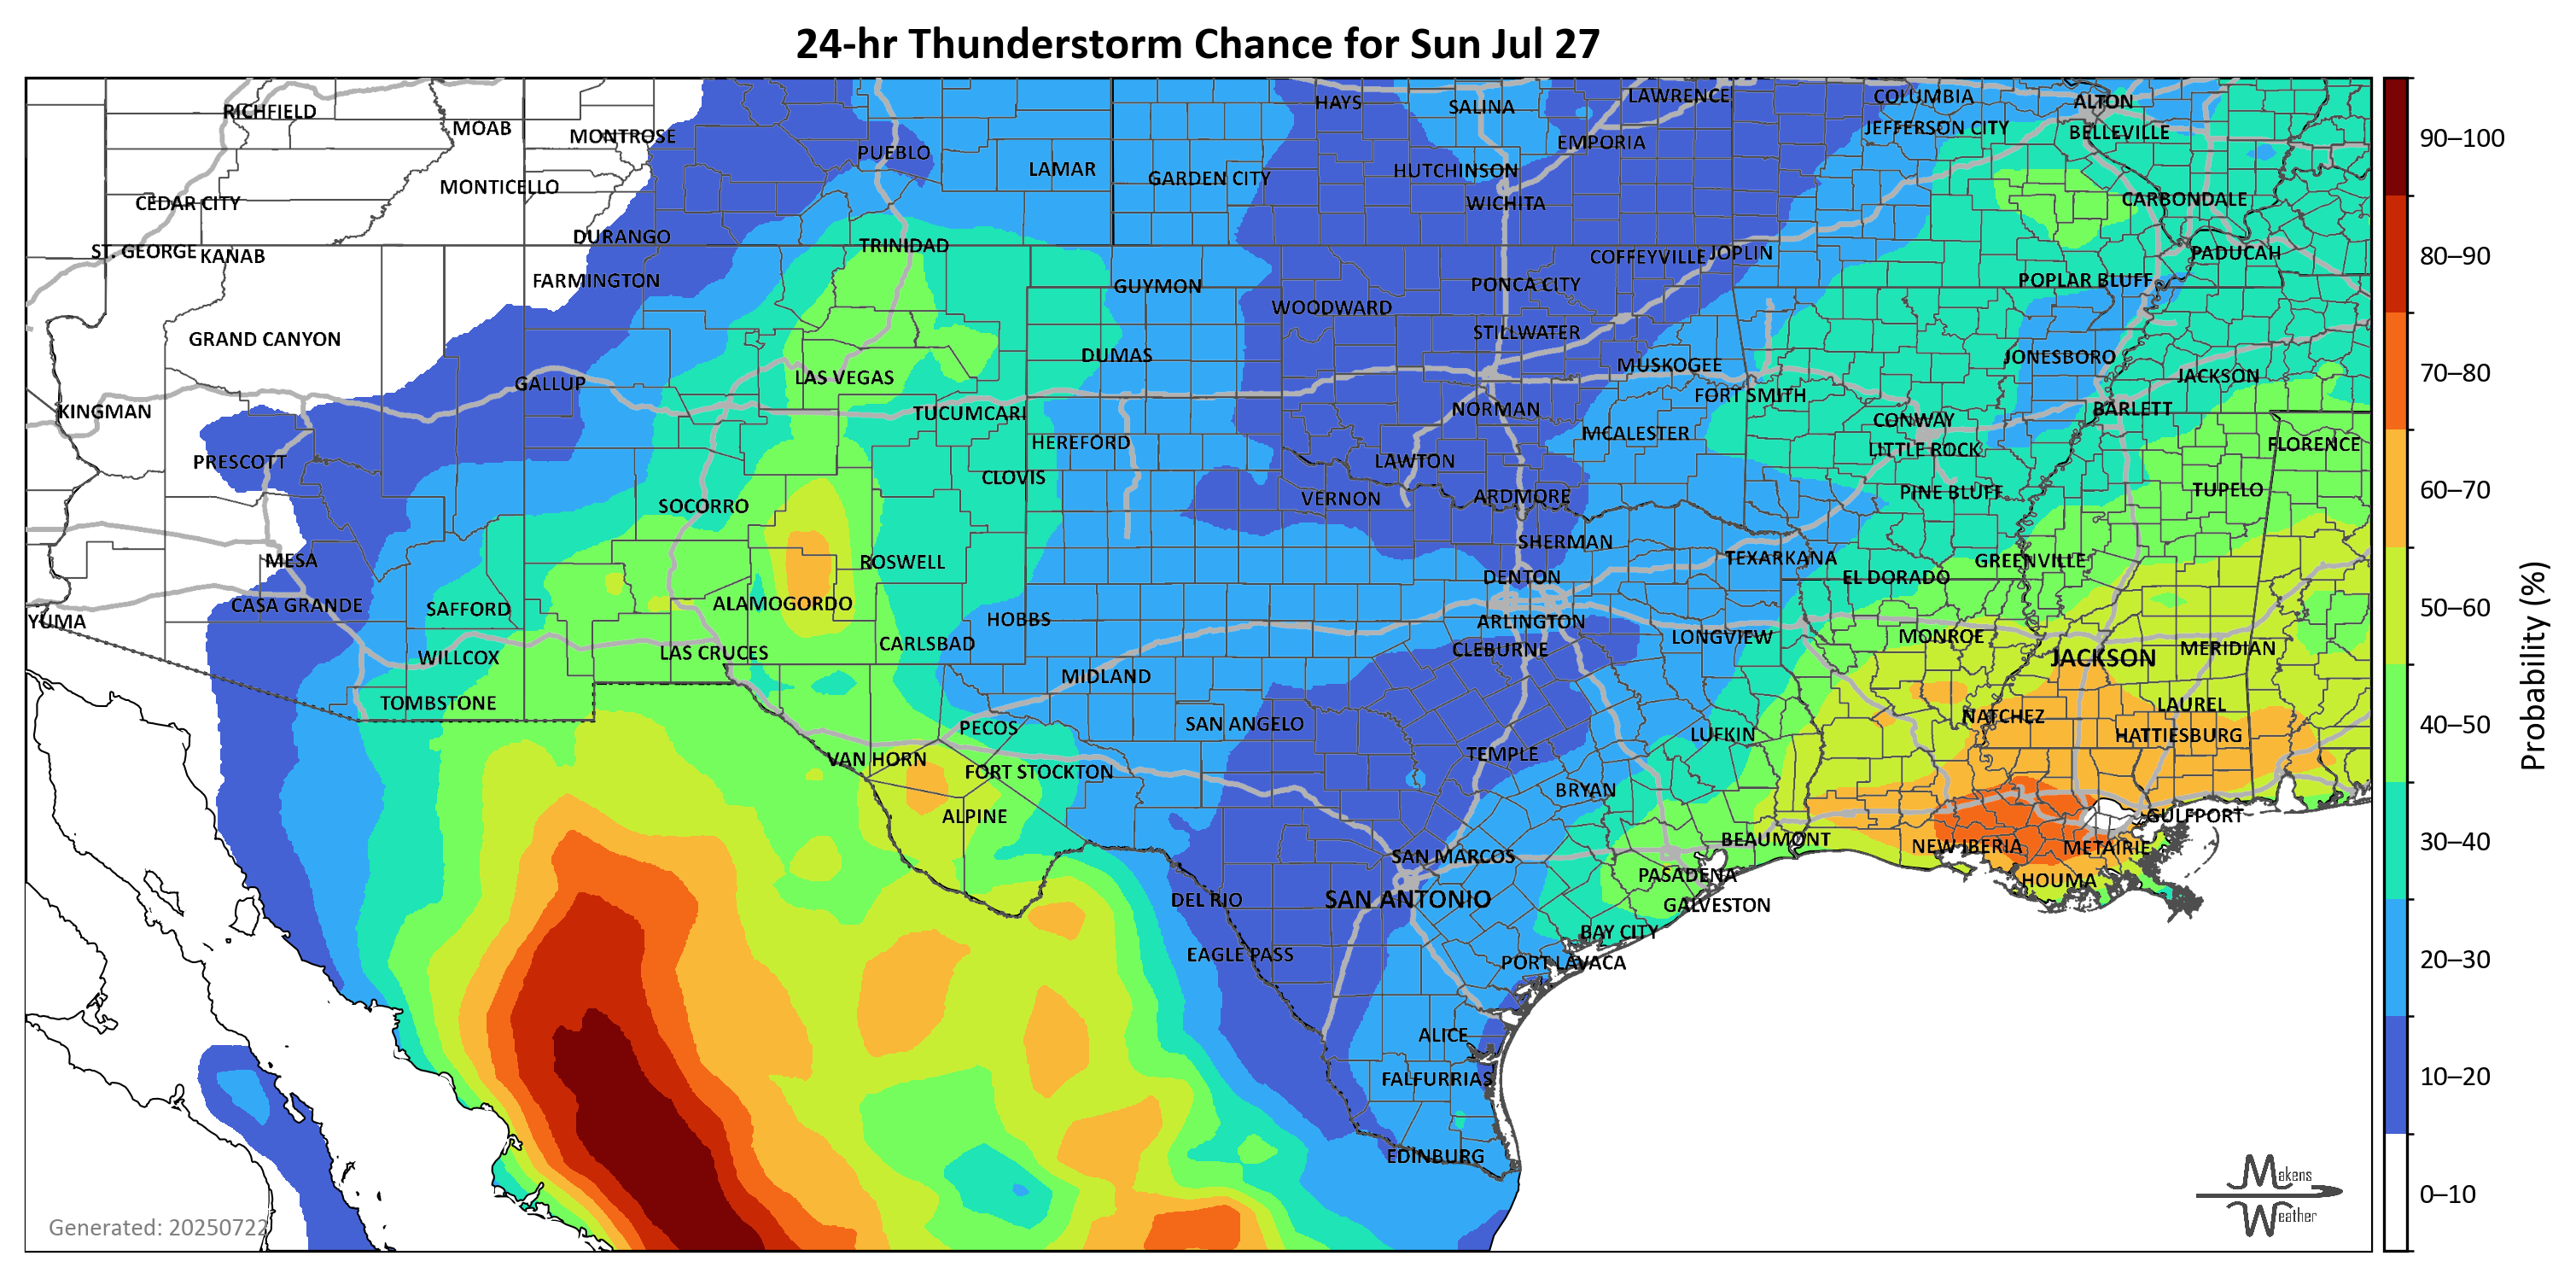 24-hr Thunderstorm Chance for Sun Jul 27
RICHFIELD
MOAB
MONTROSE
PUEBLO
LAMAR
GARDEN CITY
HAYS
SALINA
LAWRENCE
EMPORIA
HUTCHINSON
WICHITA
COLUMBIA
JEFFERSON CITY
ALTON
BELLEVILLE
CARBONDALE
CEDAR CITY
MONTICELLO
ST. GEORGE
KANAB
DURANGO
FARMINGTON
TRINIDAD
GUYMON
WOODWARD
PONCA CITY
COFFEYVILLE
JOPLIN
POPLAR BLUFF
PADUCAH
GRAND CANYON
STILLWATER
DUMAS
MUSKOGEE
JONESBORO
JACKSON
KINGMAN
GALLUP
LAS VEGAS
TUCUMCARI
NORMAN
FORT SMITH
CONWAY
BARLETT
PRESCOTT
HEREFORD
MCALESTER
LITTLE ROCK
FLORENCE
CLOVIS
LAWTON
SOCORRO
VERNON
ARDMORE
PINE BLUFF
TUPELO
MESA
ROSWELL
SHERMAN
TEXARKANA
GREENVILLE
YUMA
CASA GRANDE
SAFFORD
ALAMOGORDO
HOBBS
DENTON
ARLINGTON
EL DORADO
WILLCOX
LAS CRUCES
CARLSBAD
CLEBURNE
LONGVIEW
MONROE
JACKSON
MERIDIAN
TOMBSTONE
MIDLAND
PECOS
SAN ANGELO
LUFKIN
NATCHEZ
LAUREL
HATTIESBURG
VAN HORN
FORT STOCKTON
TEMPLE
BRYAN
ALPINE
SAN MARCOS
BEAUMONT
NEW IBERIA
METAIRIE
GULFPORT
DEL RIO
SAN ANTONIO
PASADENA
GALVESTON
HOUMA
EAGLE PASS
BAY CITY
PORT LAVACA
ALICE
FALFURRIAS
EDINBURG
Generated: 20250722
Makens
Weather
90–100
80–90
70–80
60–70
50–60
40–50
30–40
20–30
10–20
0–10
Probability (%)